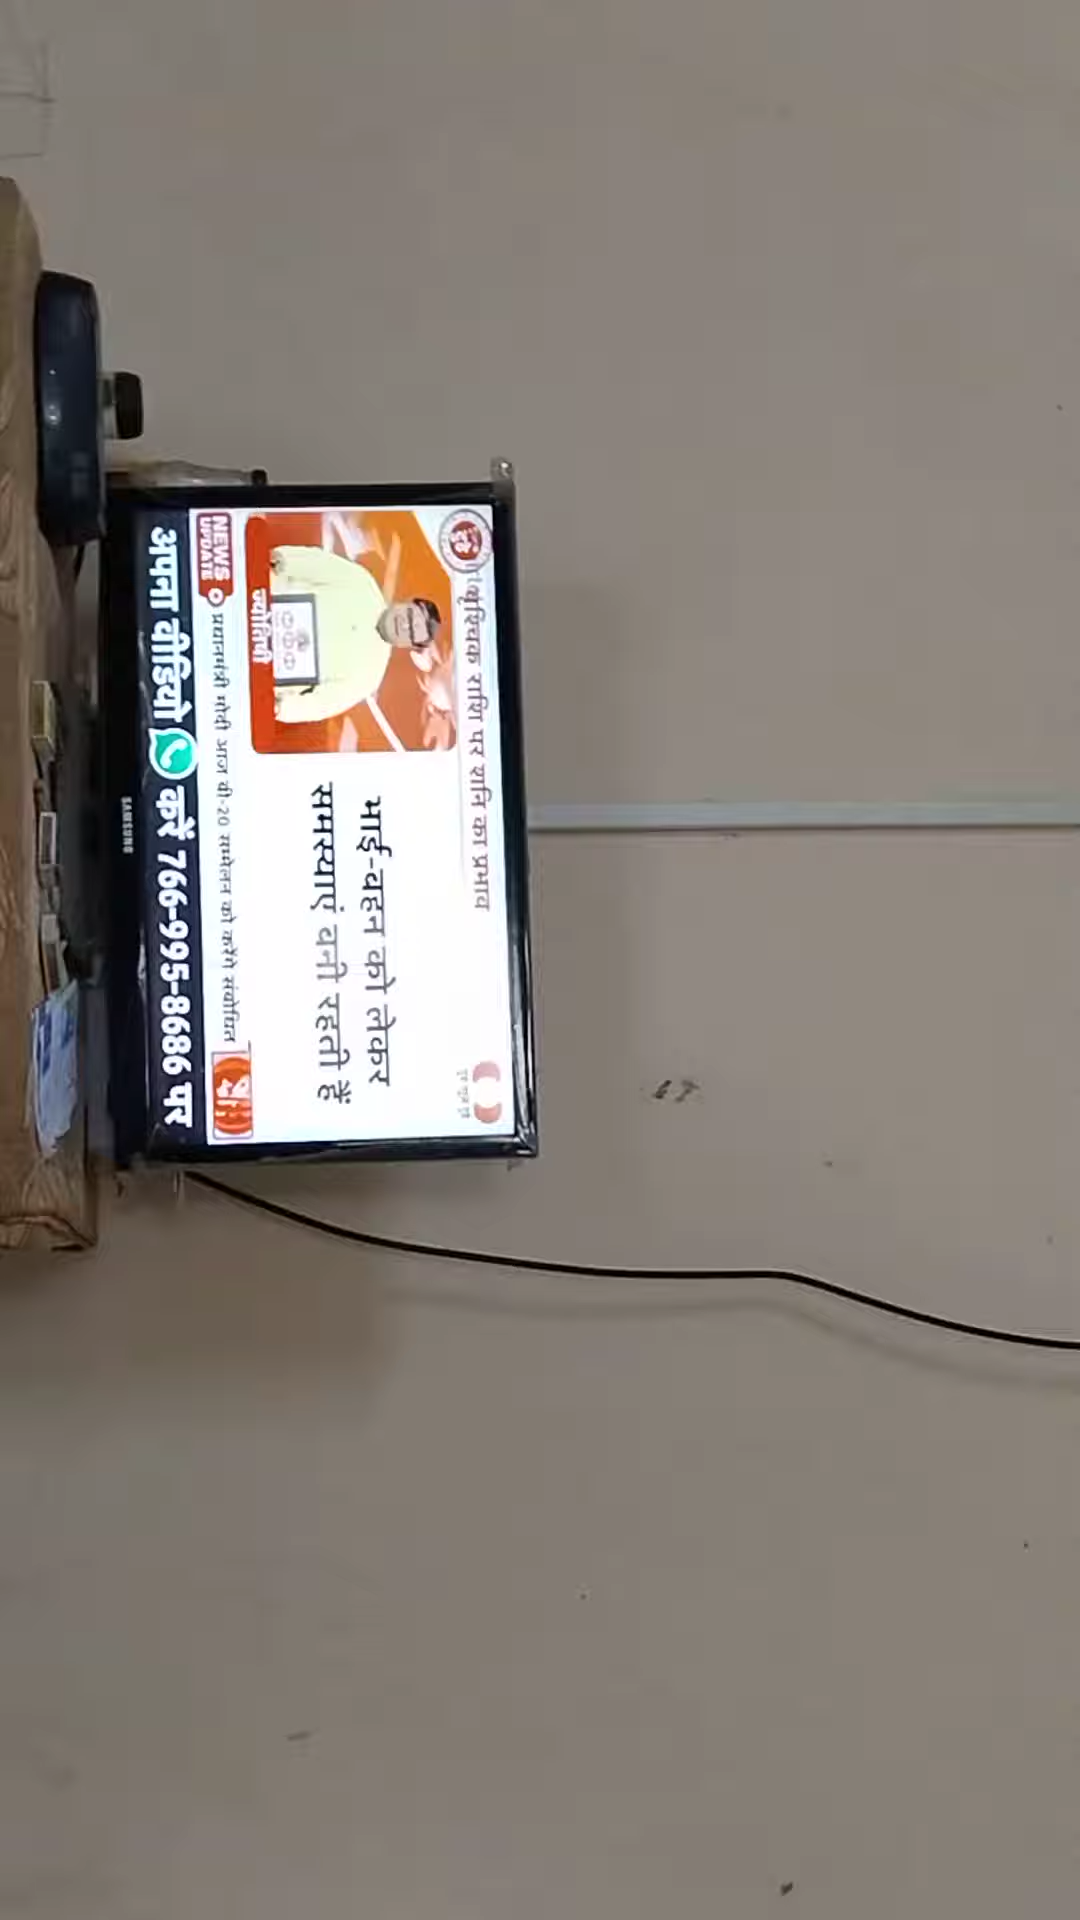 वृश्चिक राशि पर शनि का प्रभाव
भाई-बहन को लेकर
समस्याएं बनी रहती हैं
ज्योतिषी
NEWS
UPDATE
प्रधानमंत्री मोदी आज बी-20 सम्मेलन को करेंगे संबोधित
अपना वीडियो करें 766-995-8686 पर
SAMSUNG